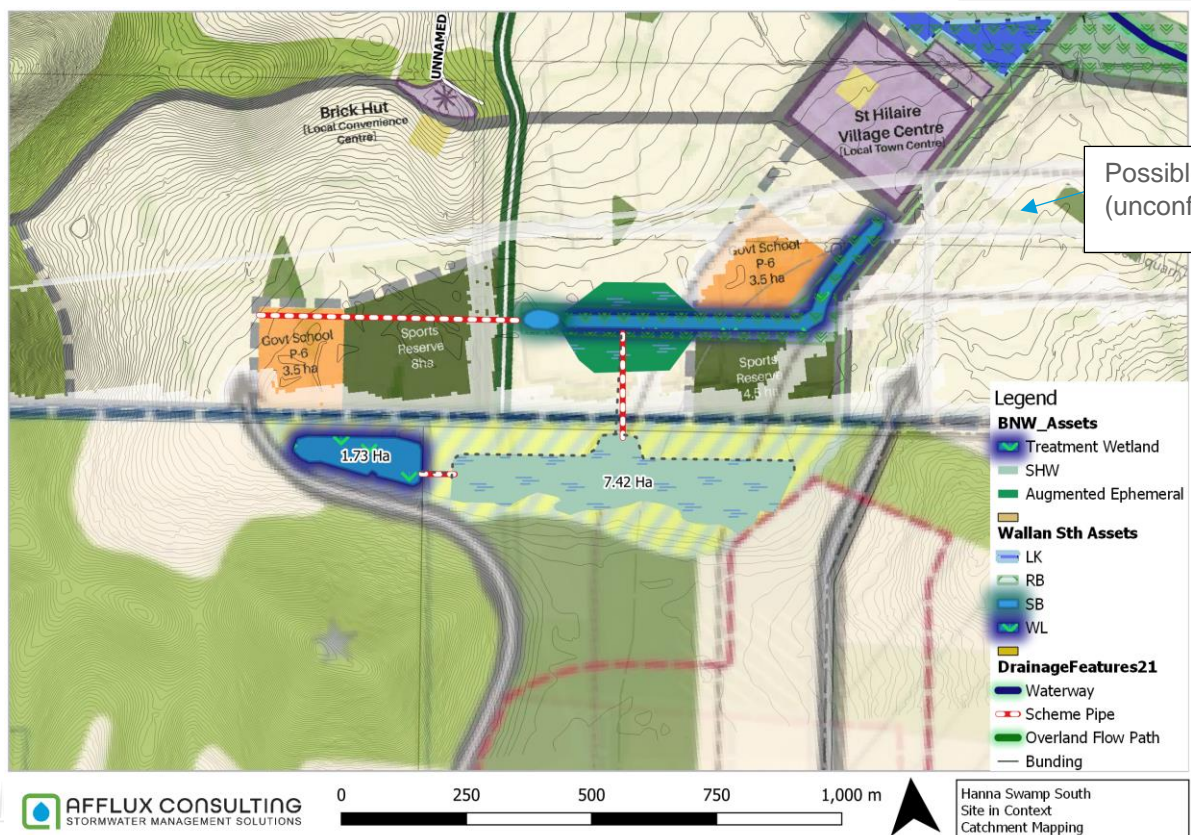 UNNAMED
Brick Hut
[Local Convenience
Centre]
St Hilaire
Village Centre
[Local Town Centre]
Possibl
(unconf
Govt School
P-6
3.5 ha
Govt School
P-6
3.5 ha
Sports
Reserve
8ha
Sports
Reserve
4.5 ha
1.73 Ha
7.42 Ha
Legend
BNW_Assets
Treatment Wetland
SHW
Augmented Ephemeral
Wallan Sth Assets
LK
RB
SB
WL
DrainageFeatures21
Waterway
Scheme Pipe
Overland Flow Path
Bunding
AFFLUX CONSULTING
STORMWATER MANAGEMENT SOLUTIONS
0 250 500 750 1,000 m
Hanna Swamp South
Site in Context
Catchment Mapping